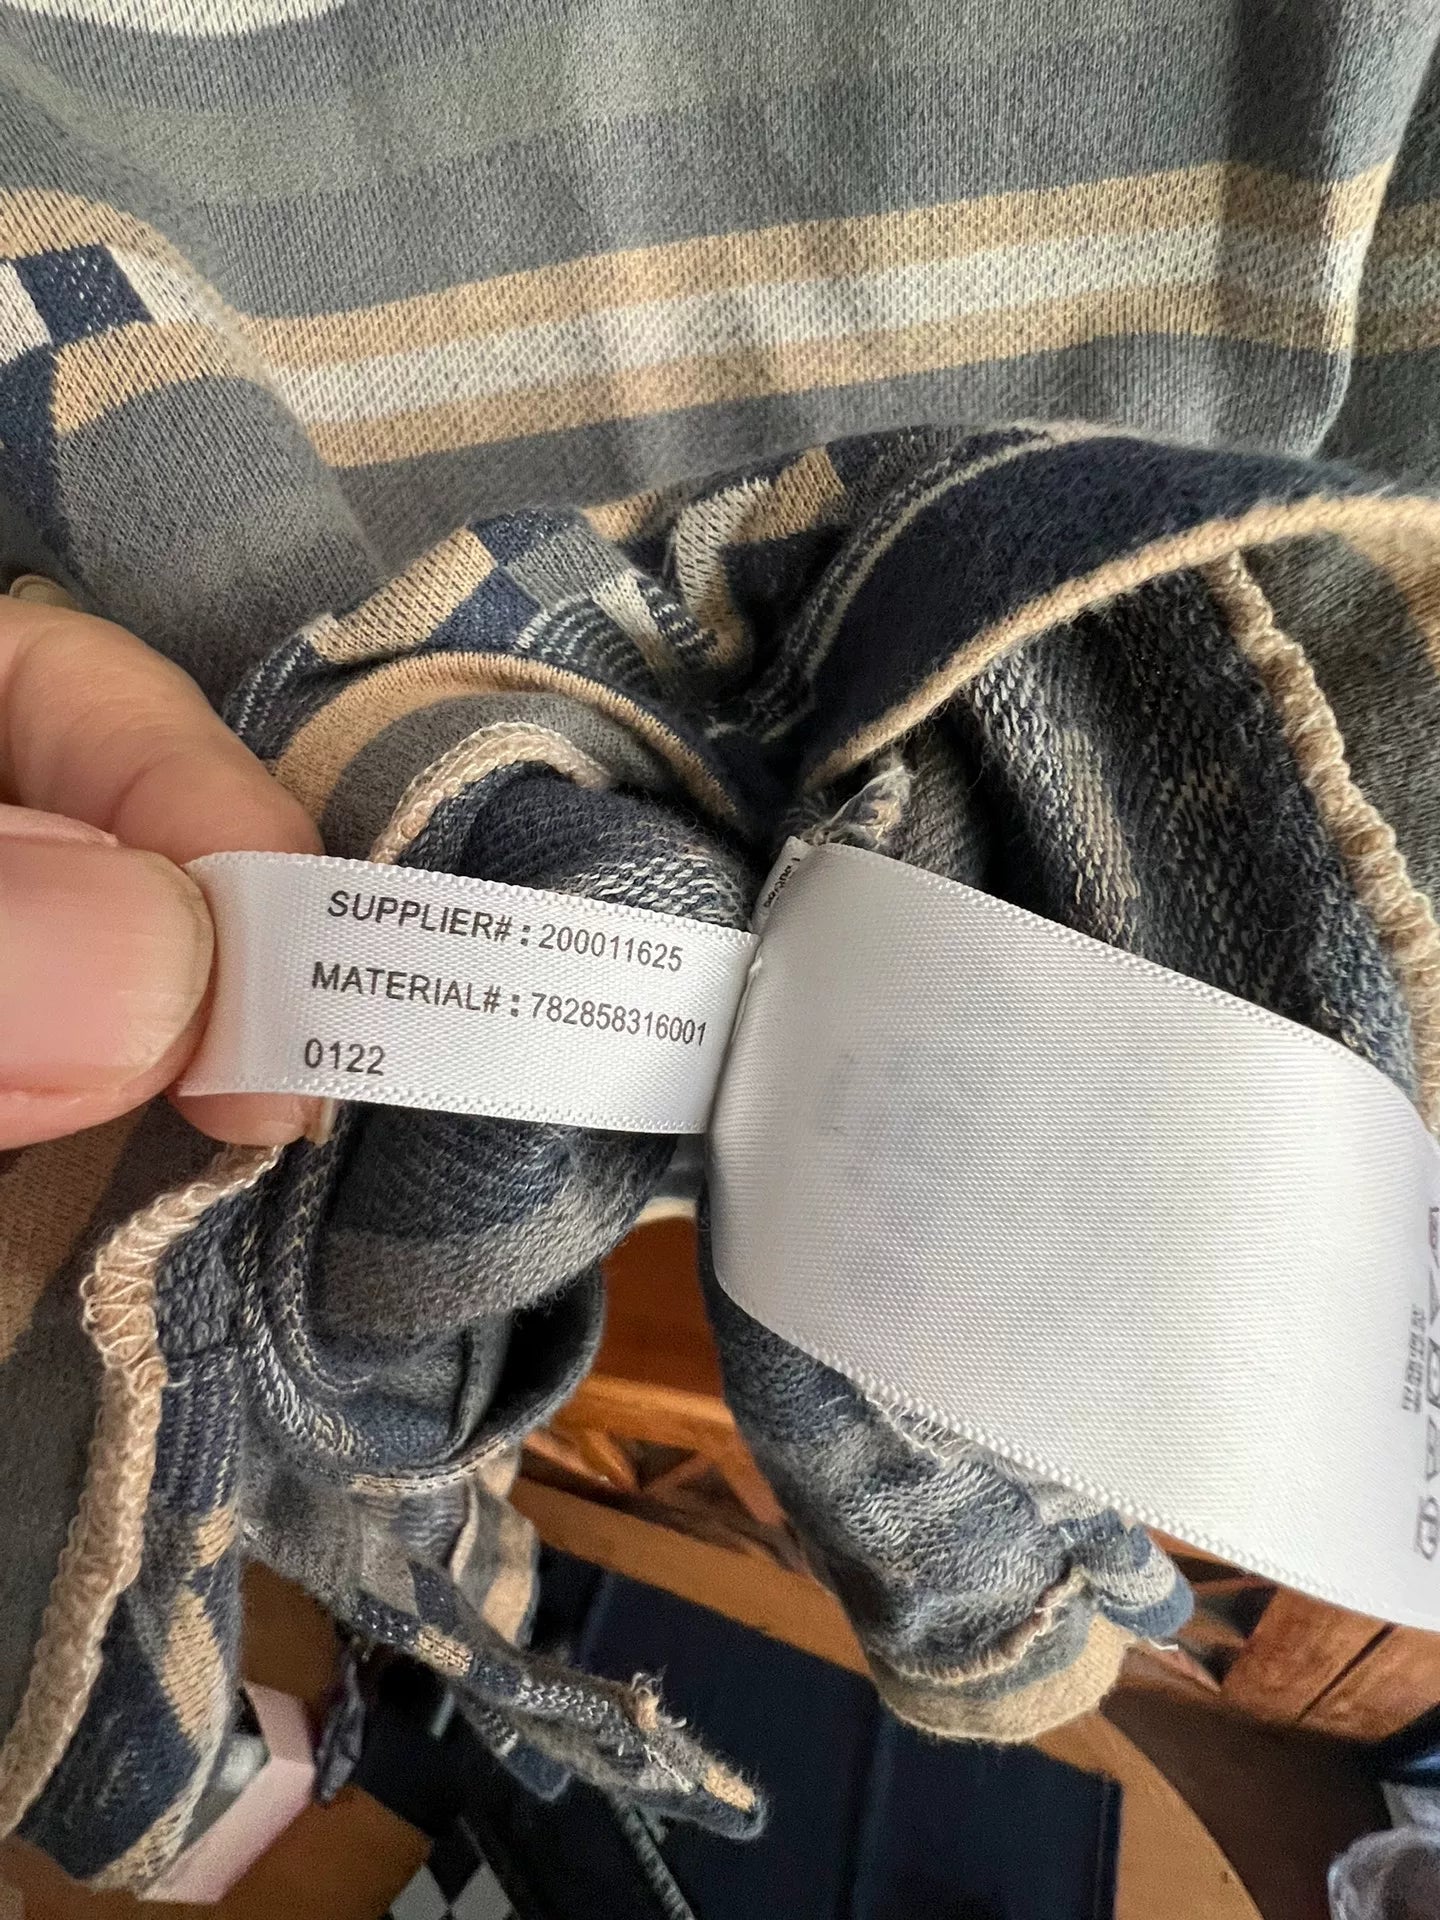 SUPPLIER# : 200011625
MATERIAL# : 782858316001
0122